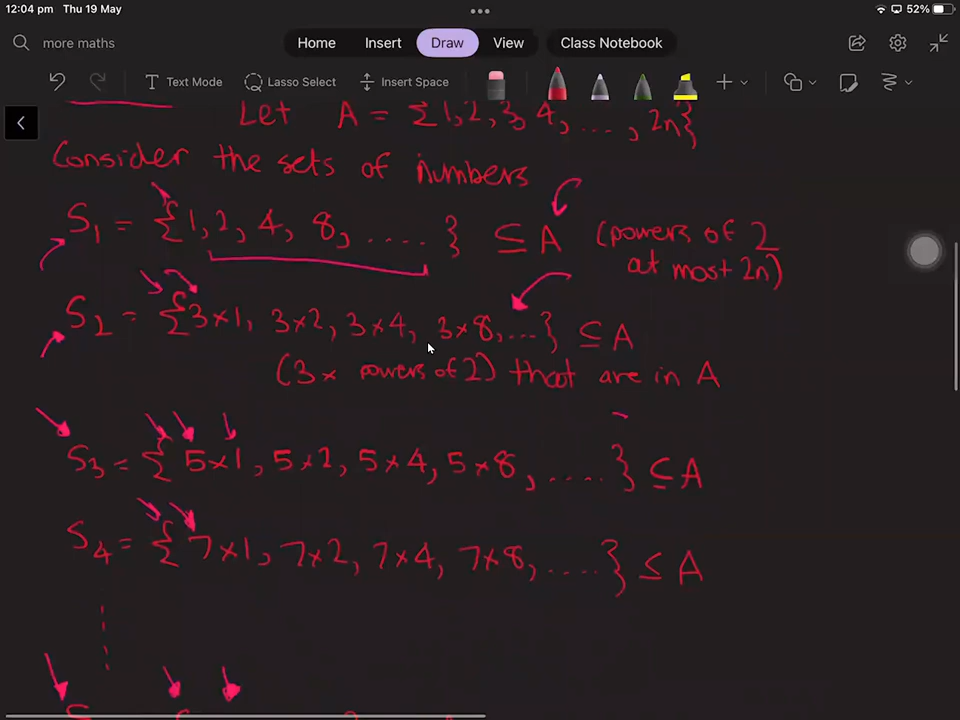 12:04 pm Thu 19 May
52%
more maths
Home Insert Draw View Class Notebook
Text Mode Lasso Select Insert Space
Let A = {1, 2, 3, 4, ...., 2n}
Consider the sets of numbers
S₁ = {1, 2, 4, 8, .....} ⊆ A (powers of 2
at most 2n)
S₂ = {3×1, 3×2, 3×4, 3×8, ...} ⊆ A
(3× powers of 2) that are in A
S₃ = {5×1, 5×2, 5×4, 5×8, .....} ⊆ A
S₄ = {7×1, 7×2, 7×4, 7×8, .....} ⊆ A